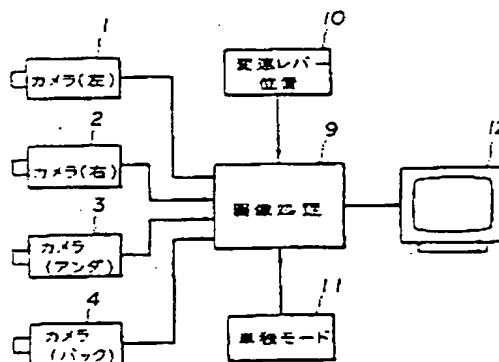 1
カメラ(左)
2
カメラ(右)
3
カメラ
(アンダ)
4
カメラ
(バック)
10
変速レバー
位置
9
画像処理
12
11
単独モード